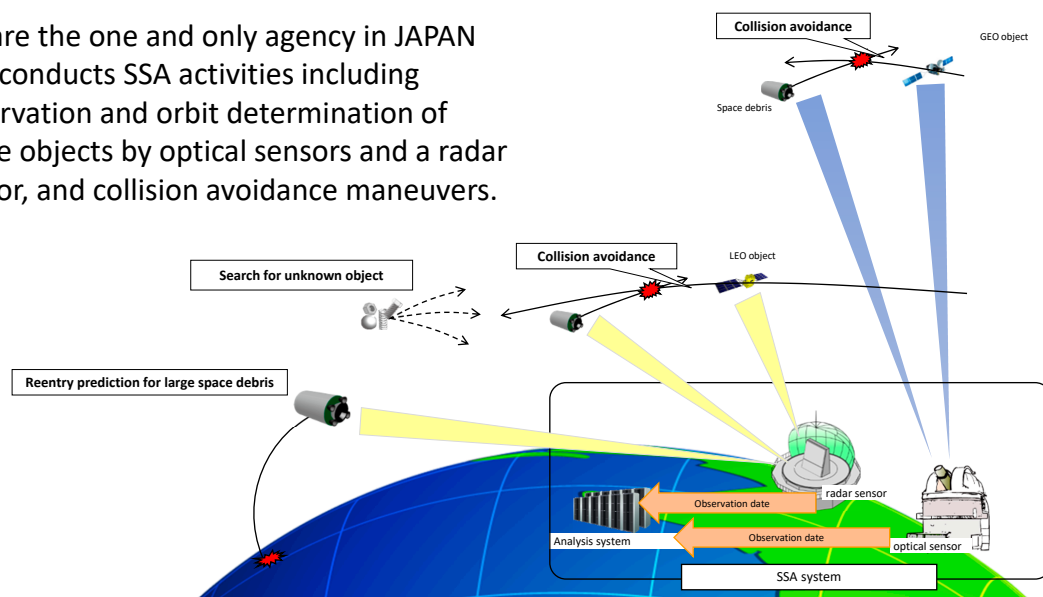 are the one and only agency in JAPAN
conducts SSA activities including
rvation and orbit determination of
e objects by optical sensors and a radar
or, and collision avoidance maneuvers.
Collision avoidance
GEO object
Space debris
Collision avoidance
LEO object
Search for unknown object
Reentry prediction for large space debris
radar sensor
Observation date
Analysis system
Observation date
optical sensor
SSA system